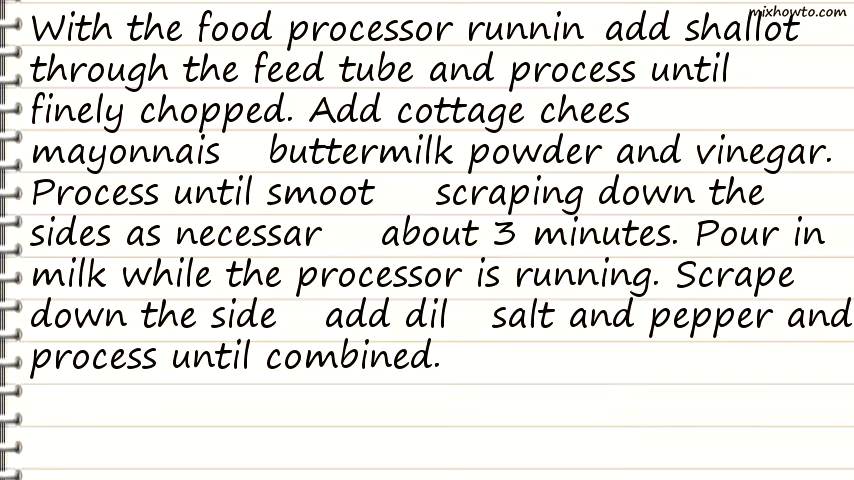 mixhowto.com
With the food processor runnin add shallot
through the feed tube and process until
finely chopped. Add cottage chees
mayonnais buttermilk powder and vinegar.
Process until smoot scraping down the
sides as necessar about 3 minutes. Pour in
milk while the processor is running. Scrape
down the side add dil salt and pepper and
process until combined.